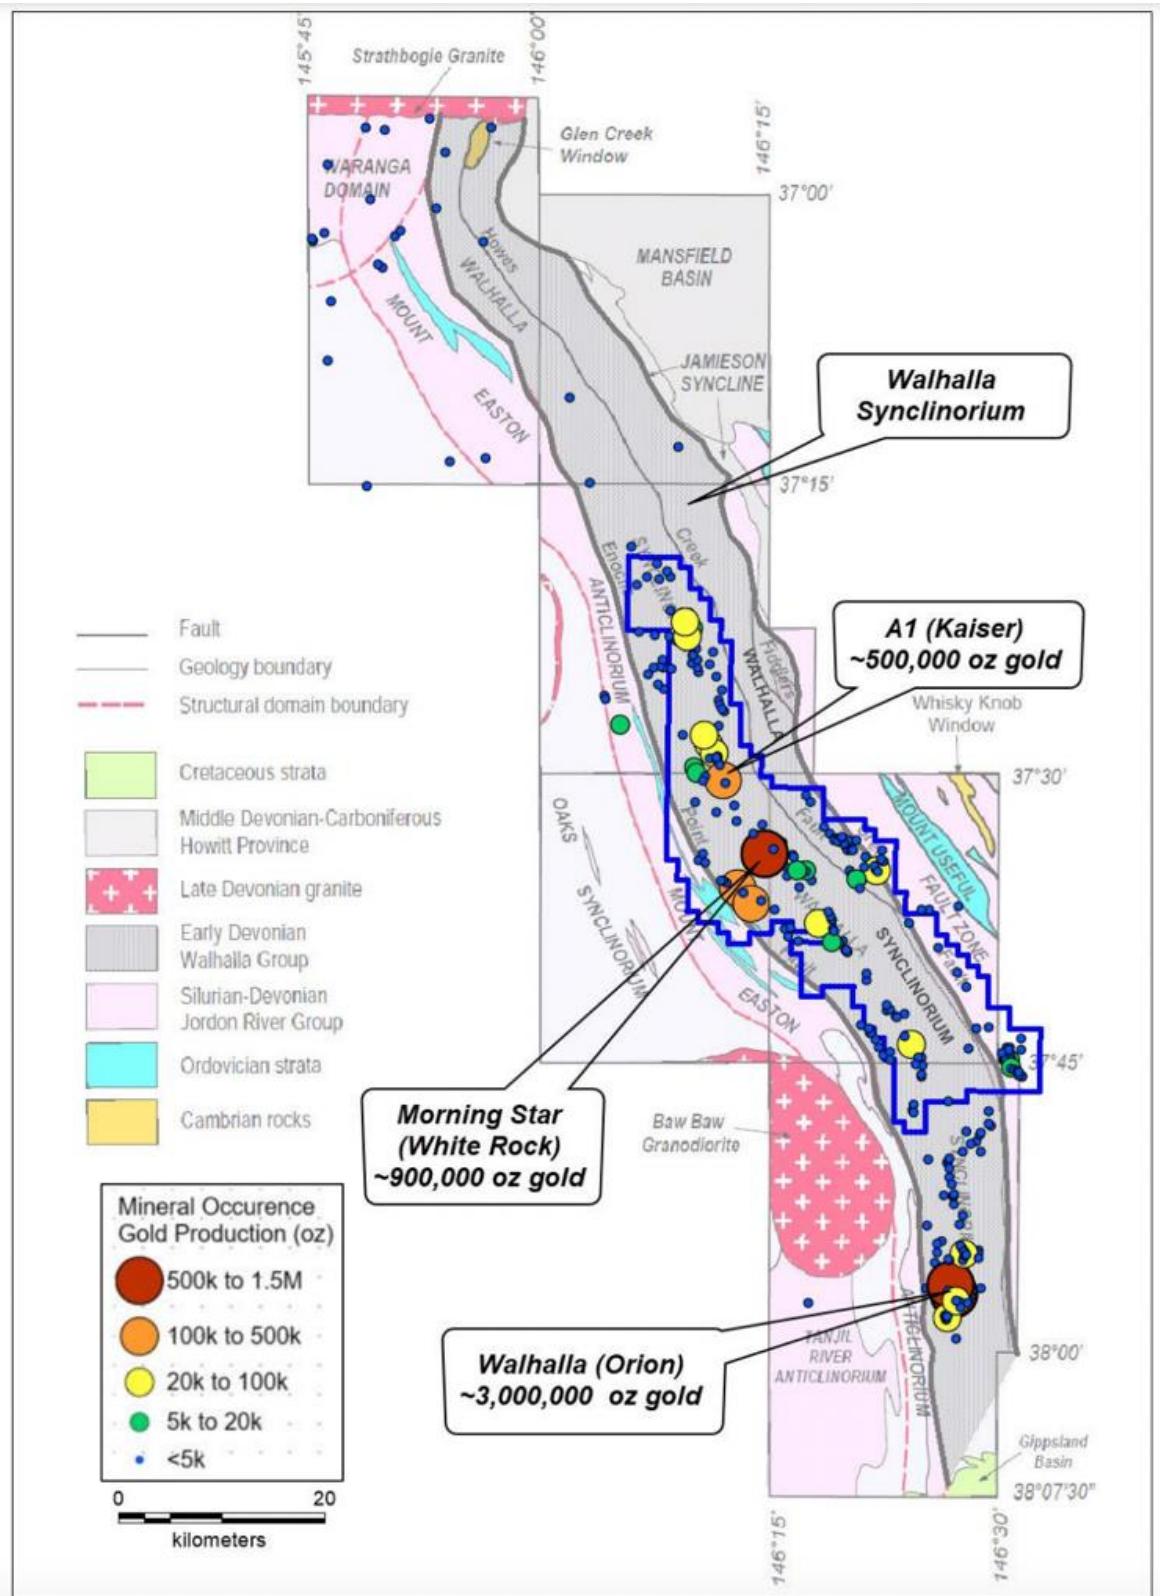 145°45'
146°00'
Strathbogie Granite
146°15'
Glen Creek
Window
WARANGA
DOMAIN
37°00'
Howes
WALHALLA
MANSFIELD
BASIN
MOUNT
JAMIESON
SYNCLINE
EASTON
Walhalla
Synclinorium
37°15'
Creek
Enoch
SYNCLINO
ANTICLINORIUM
A1 (Kaiser)
~500,000 oz gold
Fiddlers
WALHALLA
Whisky Knob
Window
Fault
Geology boundary
Structural domain boundary
Cretaceous strata
Middle Devonian-Carboniferous
Howitt Province
Late Devonian granite
Early Devonian
Walhalla Group
Silurian-Devonian
Jordon River Group
Ordovician strata
Cambrian rocks
37°30'
OAKS
SYNCLINORIUM
Point
Fault
MOUNT USEFUL
FAULT ZONE
MOUNT
EASTON
WALHALLA
SYNCLINORIUM
Fault
37°45'
Morning Star
(White Rock)
~900,000 oz gold
Baw Baw
Granodiorite
Mineral Occurence
Gold Production (oz)
500k to 1.5M
100k to 500k
20k to 100k
5k to 20k
<5k
0 20
kilometers
Walhalla (Orion)
~3,000,000 oz gold
TANJIL
RIVER
ANTICLINORIUM
ANTICLINORIUM
38°00'
Gippsland
Basin
38°07'30"
146°15'
146°30'